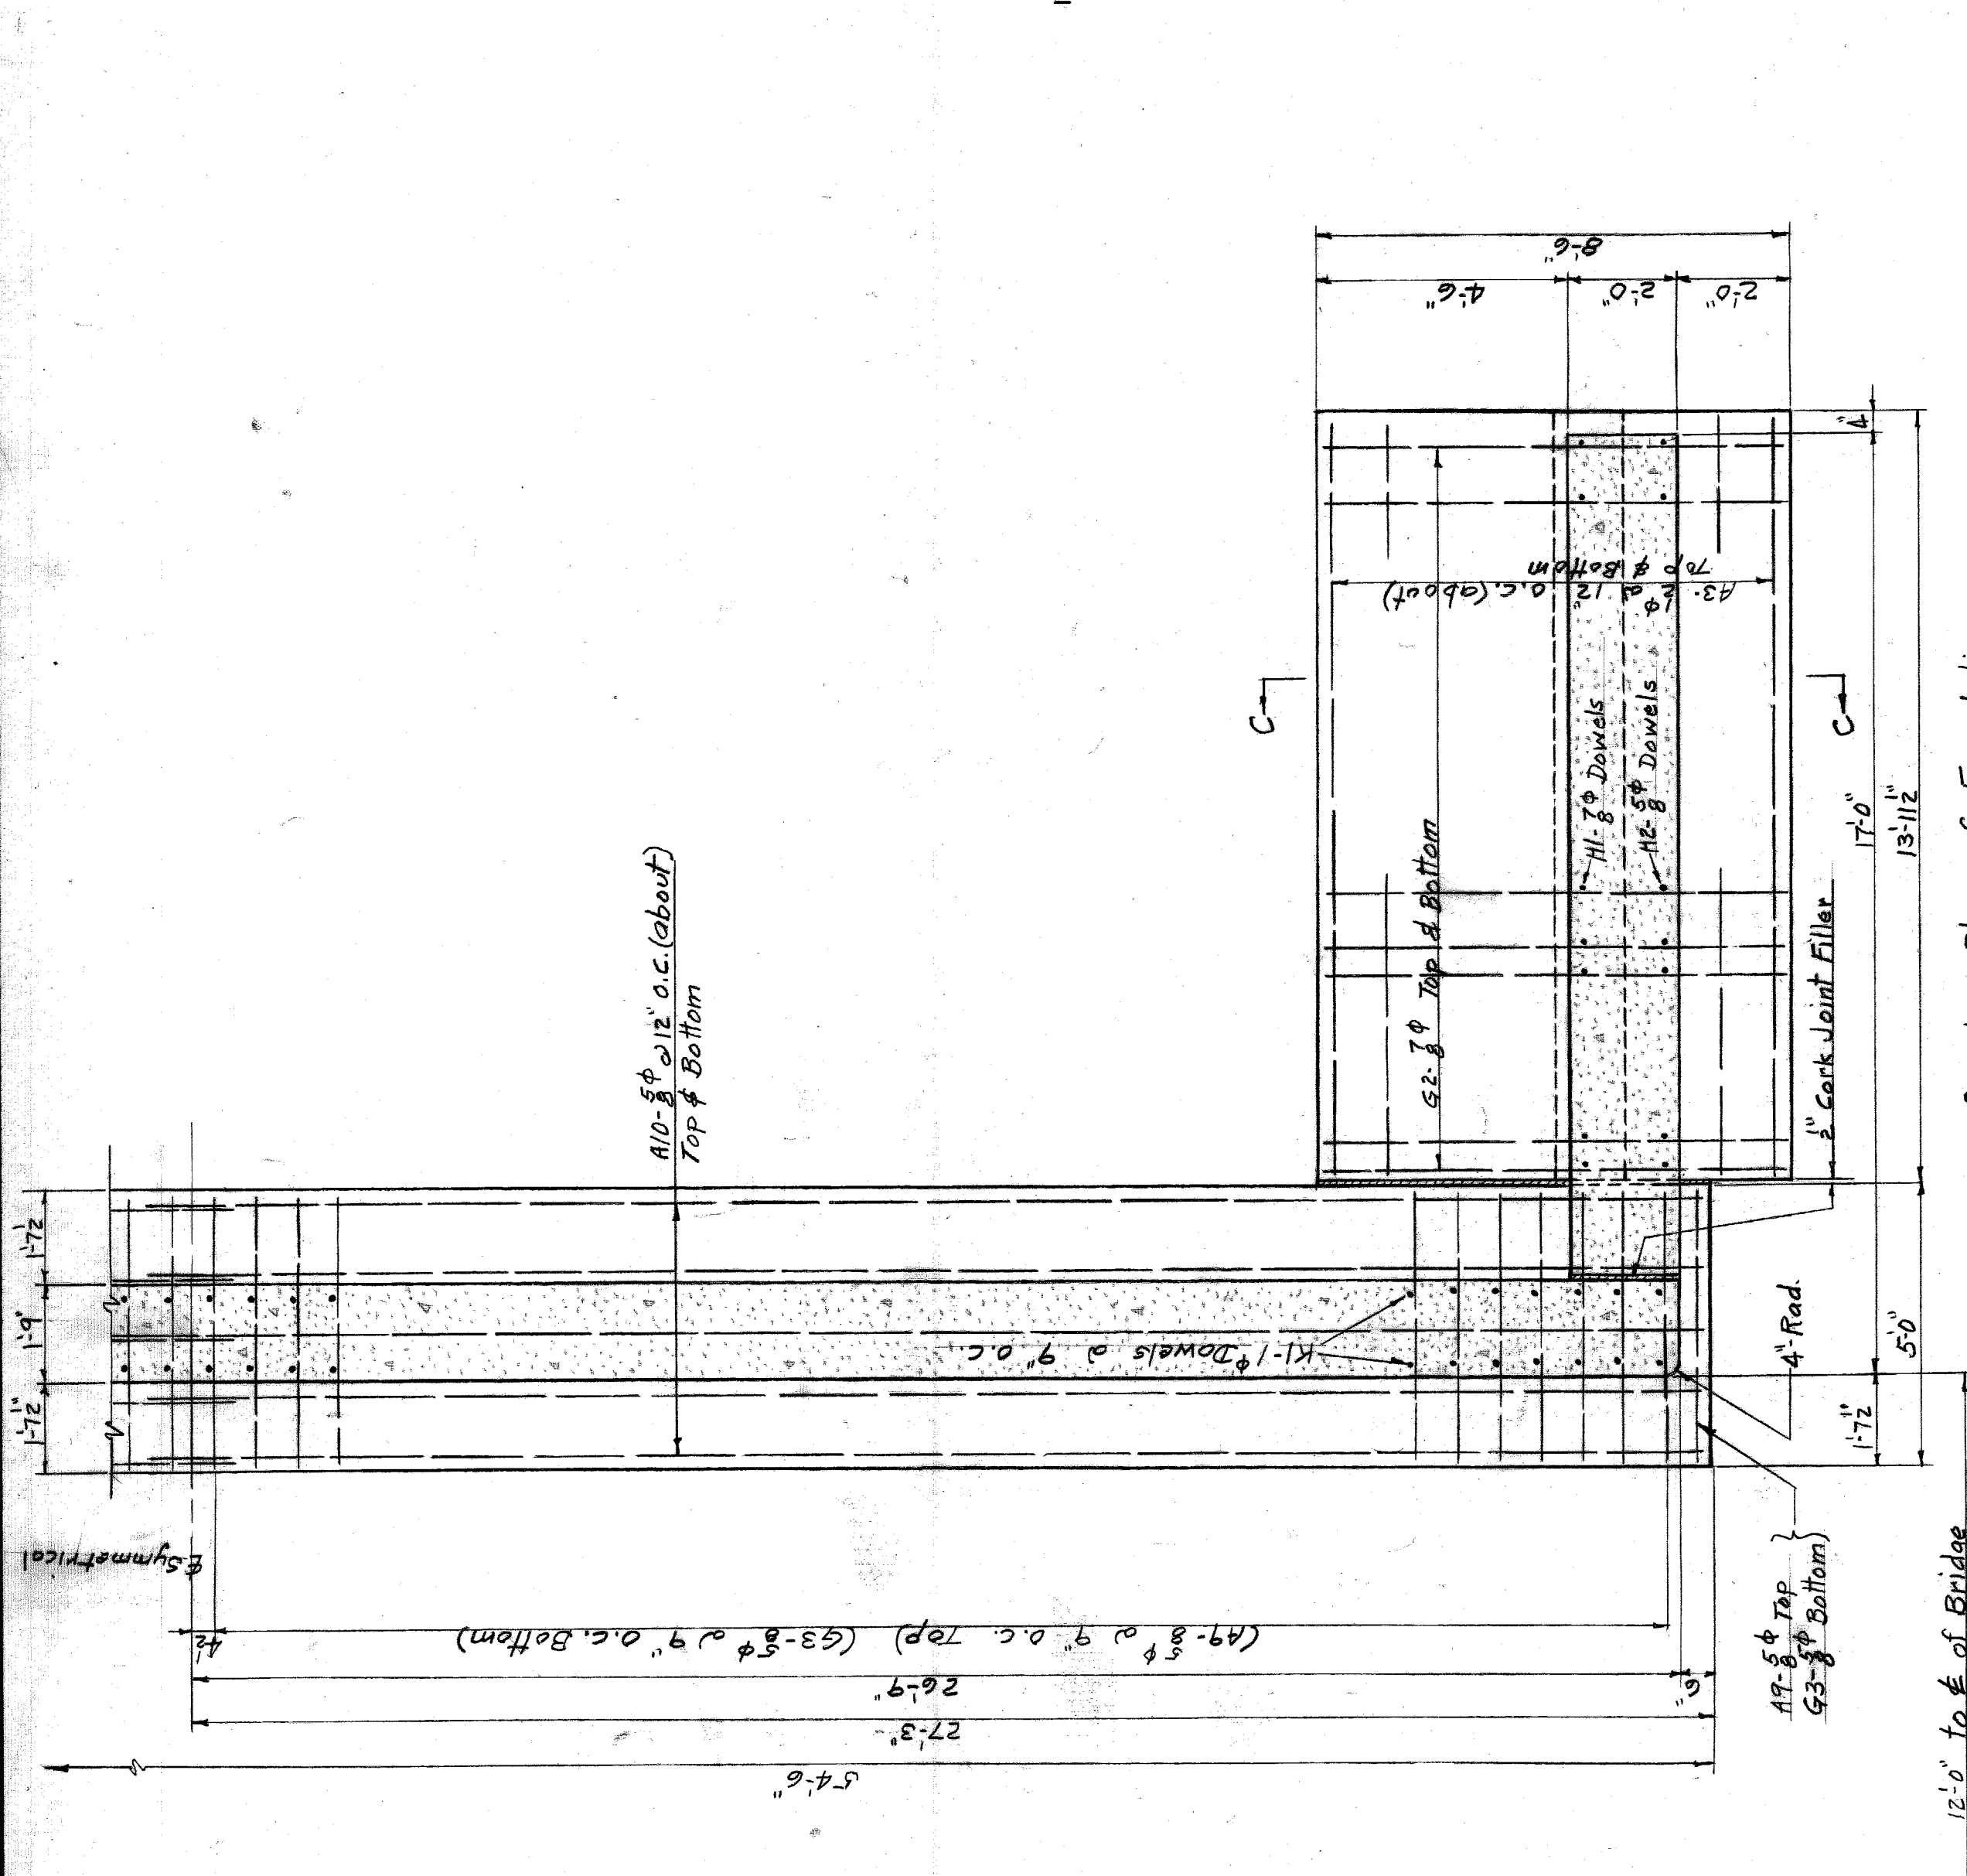 8'-6"
4'-6"
2'-0"
2'-0"
4"
A3-1/2φ @ 12" o.c. (about)
Top & Bottom
C
C
H1-7/8φ Dowels
H2-5/8φ Dowels
G2-7/8φ Top & Bottom
17'-0"
13'-11 1/2"
1/2" Cork Joint Filler
A10-5/8φ @ 12" o.c. (about)
Top & Bottom
1'-7 1/2"
1'-9"
1'-7 1/2"
K1-1φ Dowels @ 9" o.c.
4" Rad.
5'-0"
1'-7 1/2"
℄ Symmetrical
4 1/2
(A9-5/8φ @ 9" o.c. Top) (G3-5/8φ @ 9" o.c. Bottom)
26'-9"
6"
27'-3"
54'-6"
A9-5/8φ Top
G3-5/8φ Bottom
12'-0" to ℄ of Bridge